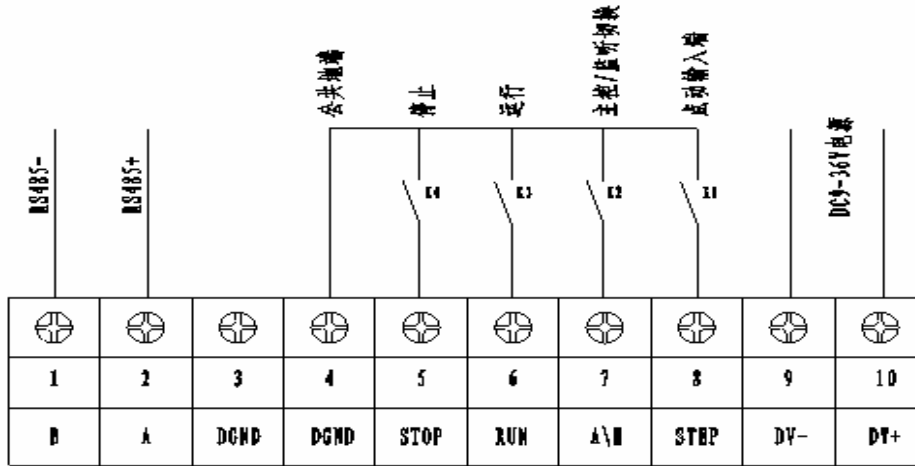 公共地端
停止
运行
主控/监听切换
点动输入端
RS485-
RS485+
DC9-36V电源
K4
K3
K2
K1
1 2 3 4 5 6 7 8 9 10
B A DGND DGND STOP RUN A\M STEP DV- DV+